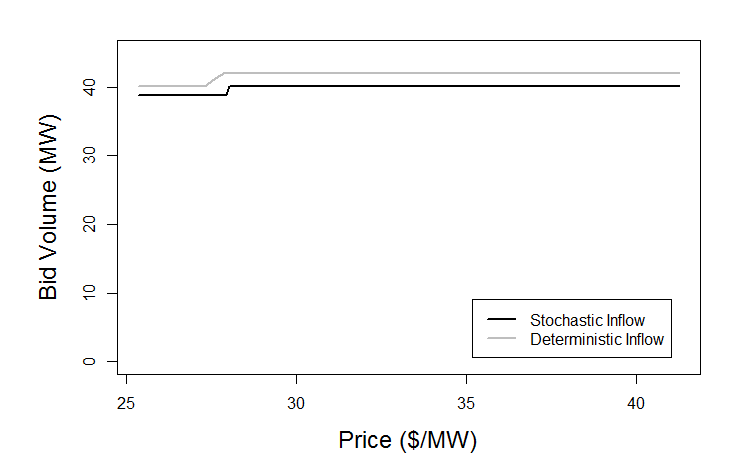 Bid Volume (MW)
40
30
20
10
0
Stochastic Inflow
Deterministic Inflow
25 30 35 40
Price ($/MW)